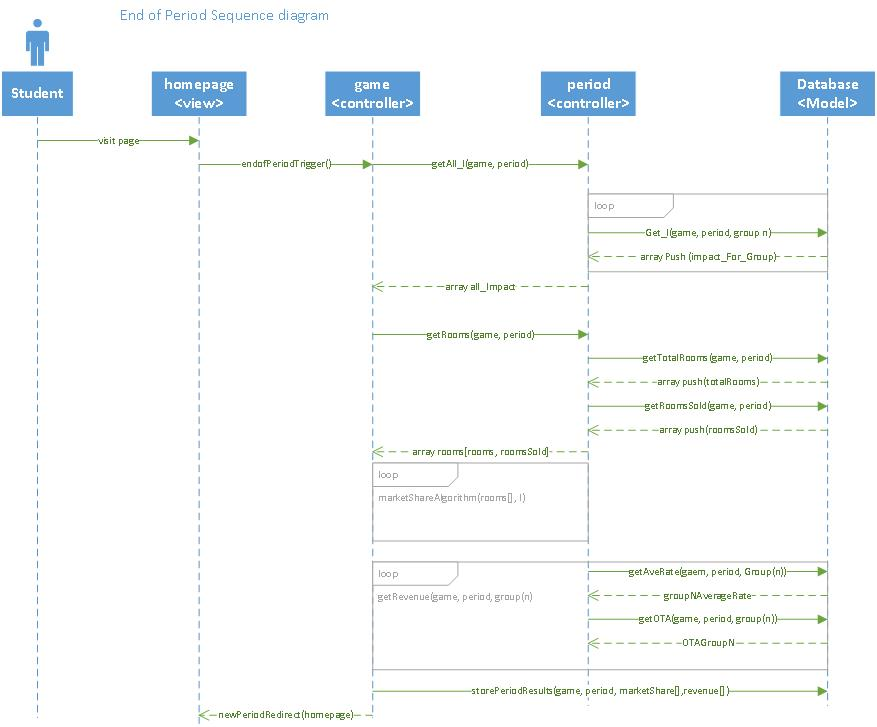 End of Period Sequence diagram
Student
homepage
<view>
game
<controller>
period
<controller>
Database
<Model>
visit page
endofPeriodTrigger()
getAll_I(game, period)
loop
Get_I(game, period, group n)
array Push (impact_For_Group)
array all_Impact
getRooms(game, period)
getTotalRooms(game, period)
array push(totalRooms)
getRoomsSold(game, period)
array push(roomsSold)
array rooms[rooms, roomsSold]
loop
marketShareAlgorithm(rooms[], I)
loop
getAveRate(gaem, period, Group(n))
getRevenue(game, period, group(n)
groupNAverageRate
getOTA(game, period, group(n))
OTAGroupN
storePeriodResults(game, period, marketShare[],revenue[])
newPeriodRedirect(homepage)